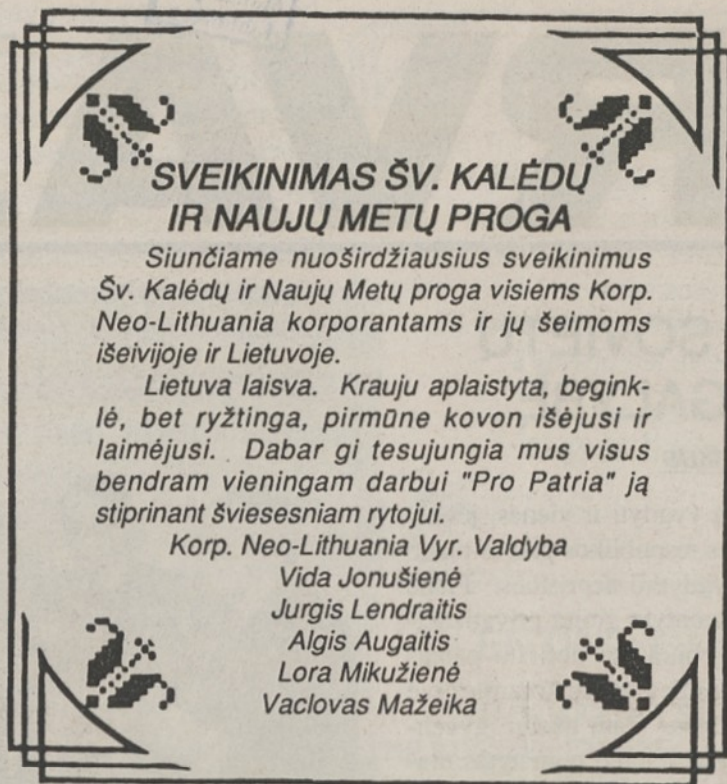 SVEIKINIMAS ŠV. KALĖDŲ
IR NAUJŲ METŲ PROGA
Siunčiame nuoširdžiausius sveikinimus
Šv. Kalėdų ir Naujų Metų proga visiems Korp.
Neo-Lithuania korporantams ir jų šeimoms
išeivijoje ir Lietuvoje.
Lietuva laisva. Krauju aplaistyta, begink-
lė, bet ryžtinga, pirmūne kovon išėjusi ir
laimėjusi. Dabar gi tesujungia mus visus
bendram vieningam darbui "Pro Patria" ją
stiprinant šviesesniam rytojui.
Korp. Neo-Lithuania Vyr. Valdyba
Vida Jonušienė
Jurgis Lendraitis
Algis Augaitis
Lora Mikužienė
Vaclovas Mažeika